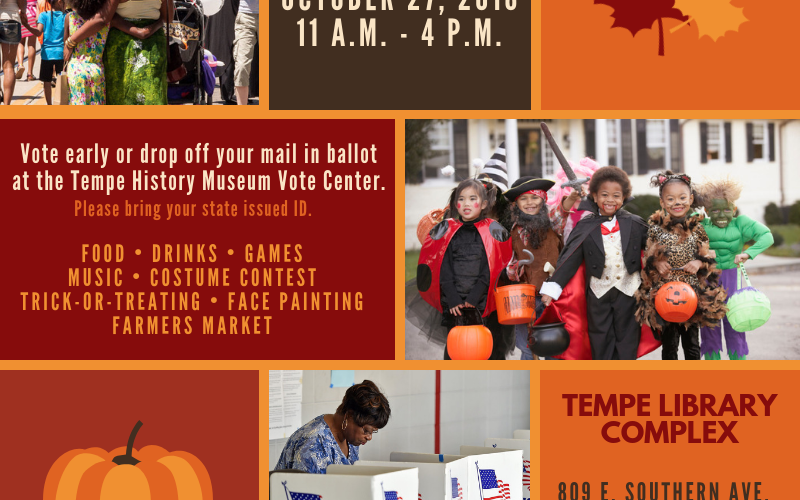 OCTOBER 27, 2018
11 A.M. - 4 P.M.
Vote early or drop off your mail in ballot
at the Tempe History Museum Vote Center.
Please bring your state issued ID.
FOOD • DRINKS • GAMES
MUSIC • COSTUME CONTEST
TRICK-OR-TREATING • FACE PAINTING
FARMERS MARKET
TEMPE LIBRARY
COMPLEX
809 E. SOUTHERN AVE.